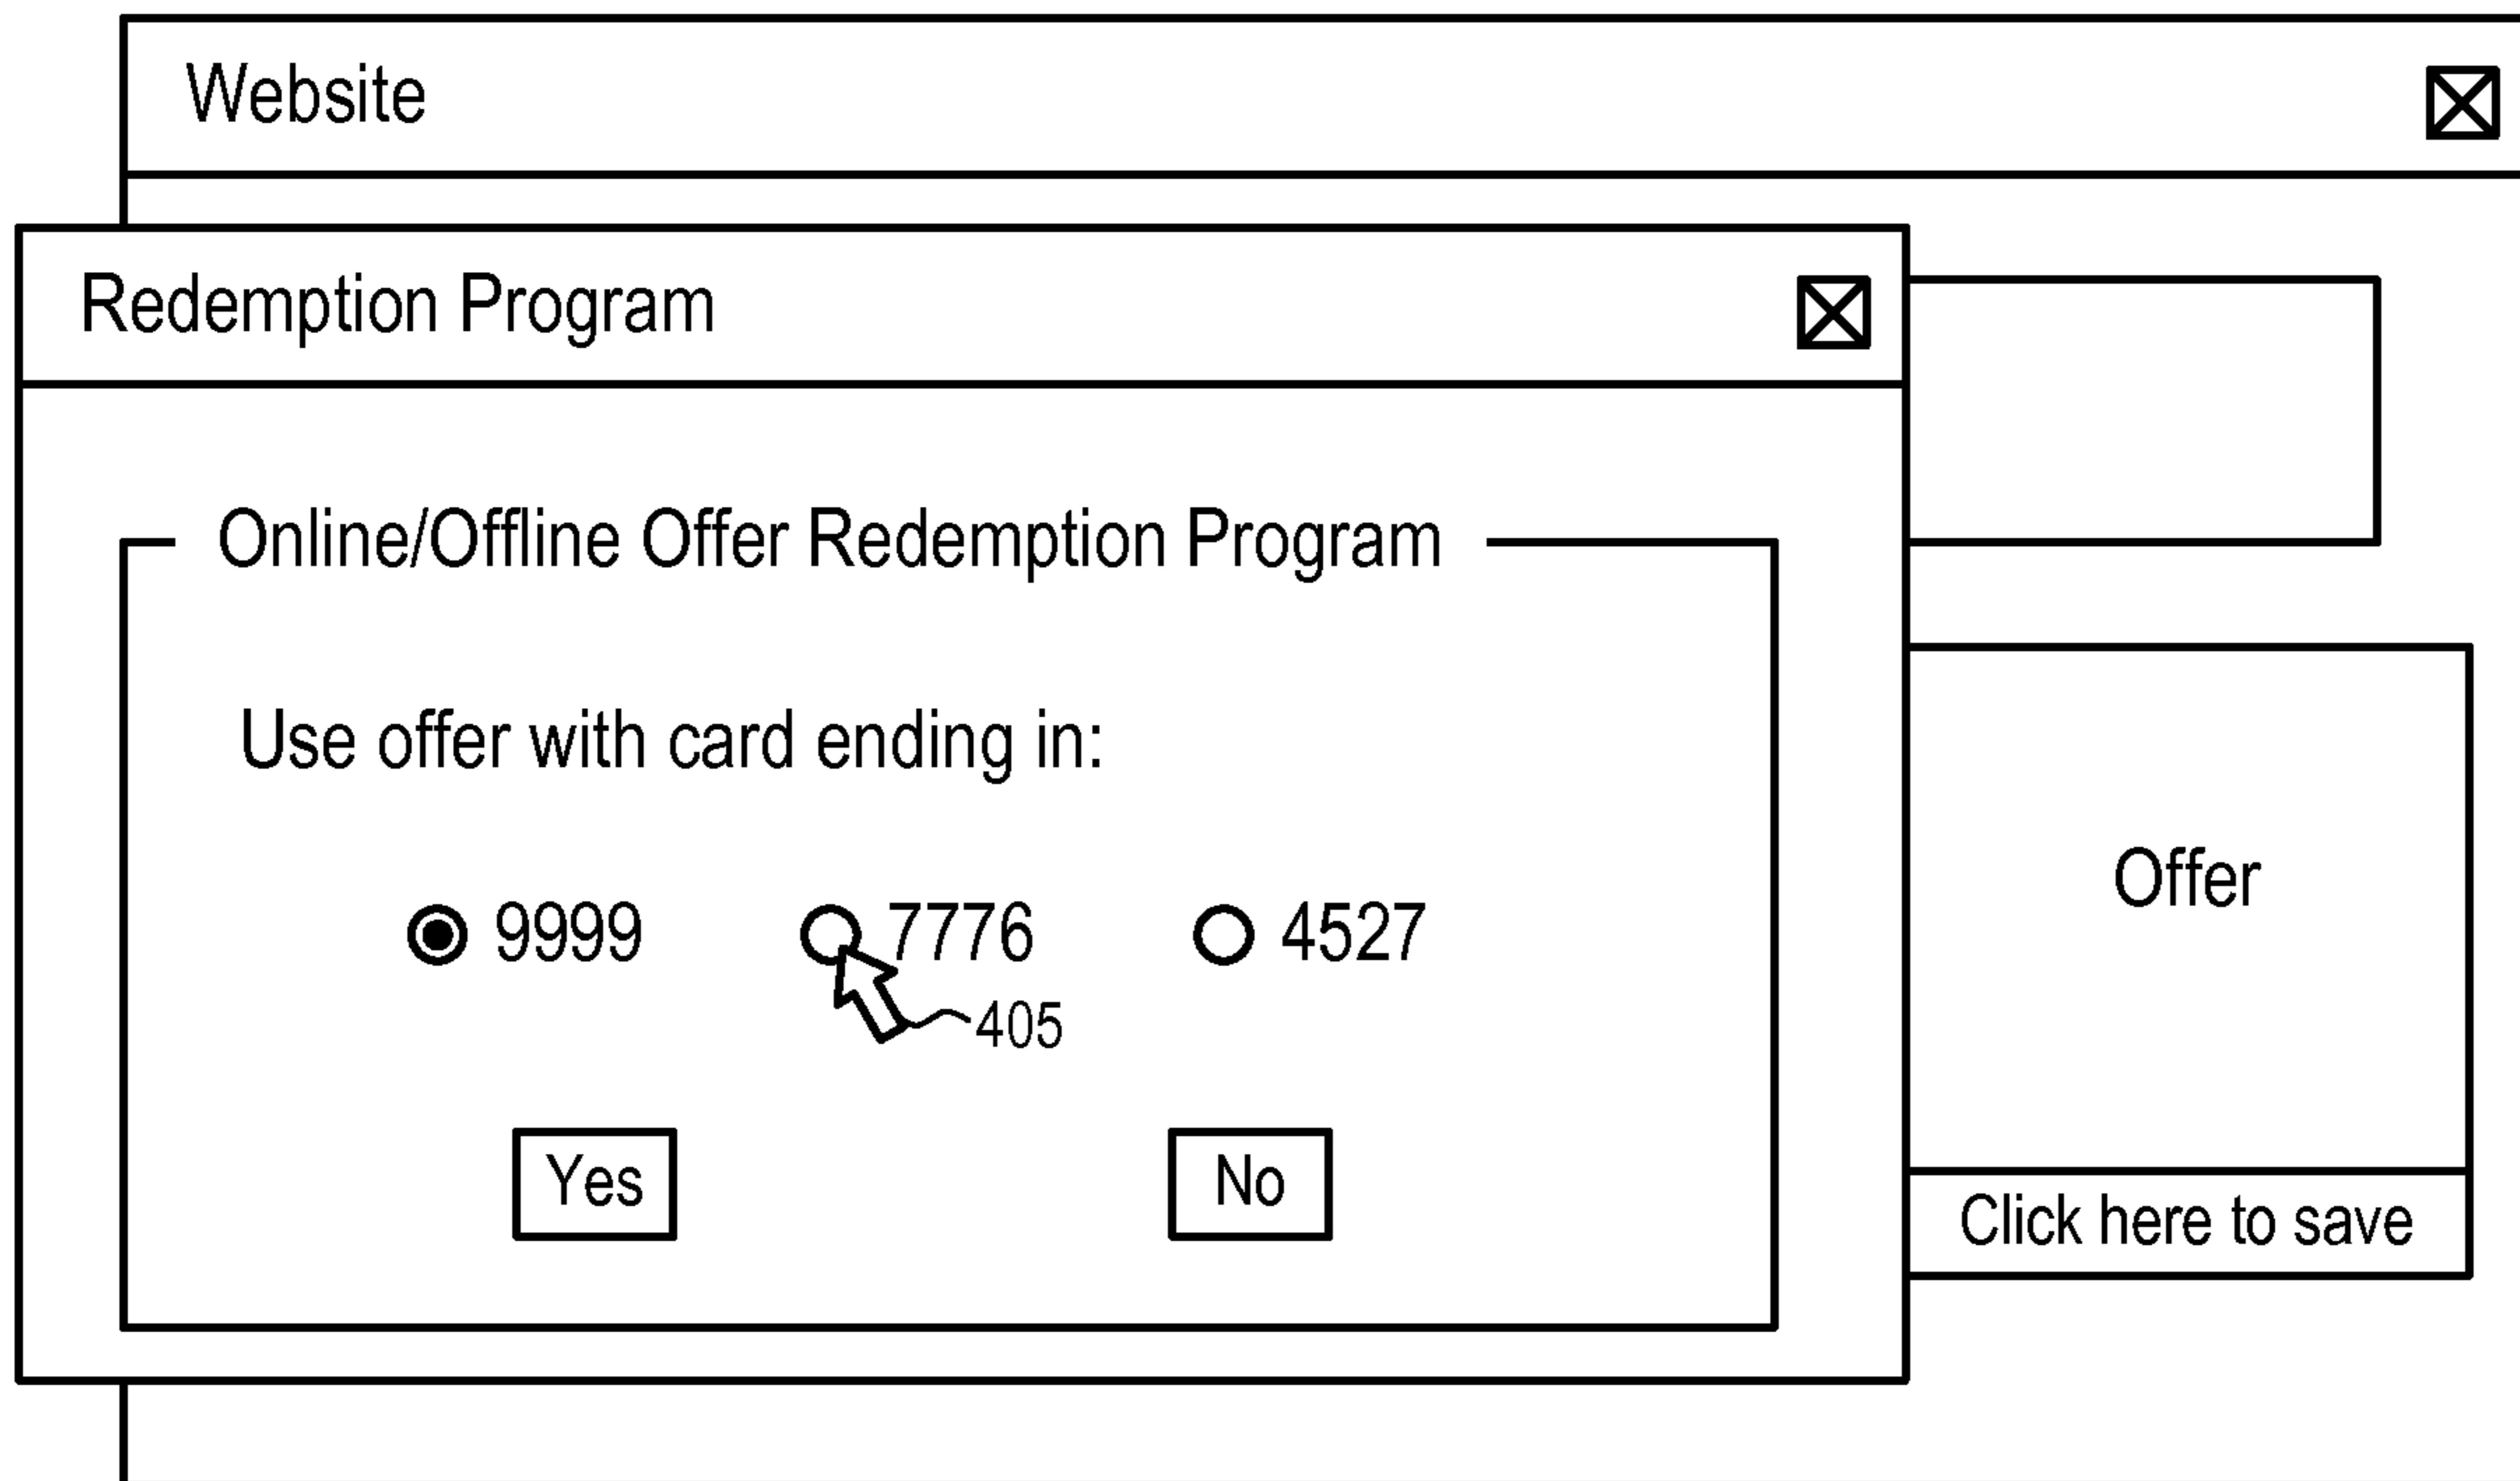 Website
Redemption Program
Online/Offline Offer Redemption Program
Use offer with card ending in:
9999 7776 4527
405
Yes No
Offer
Click here to save